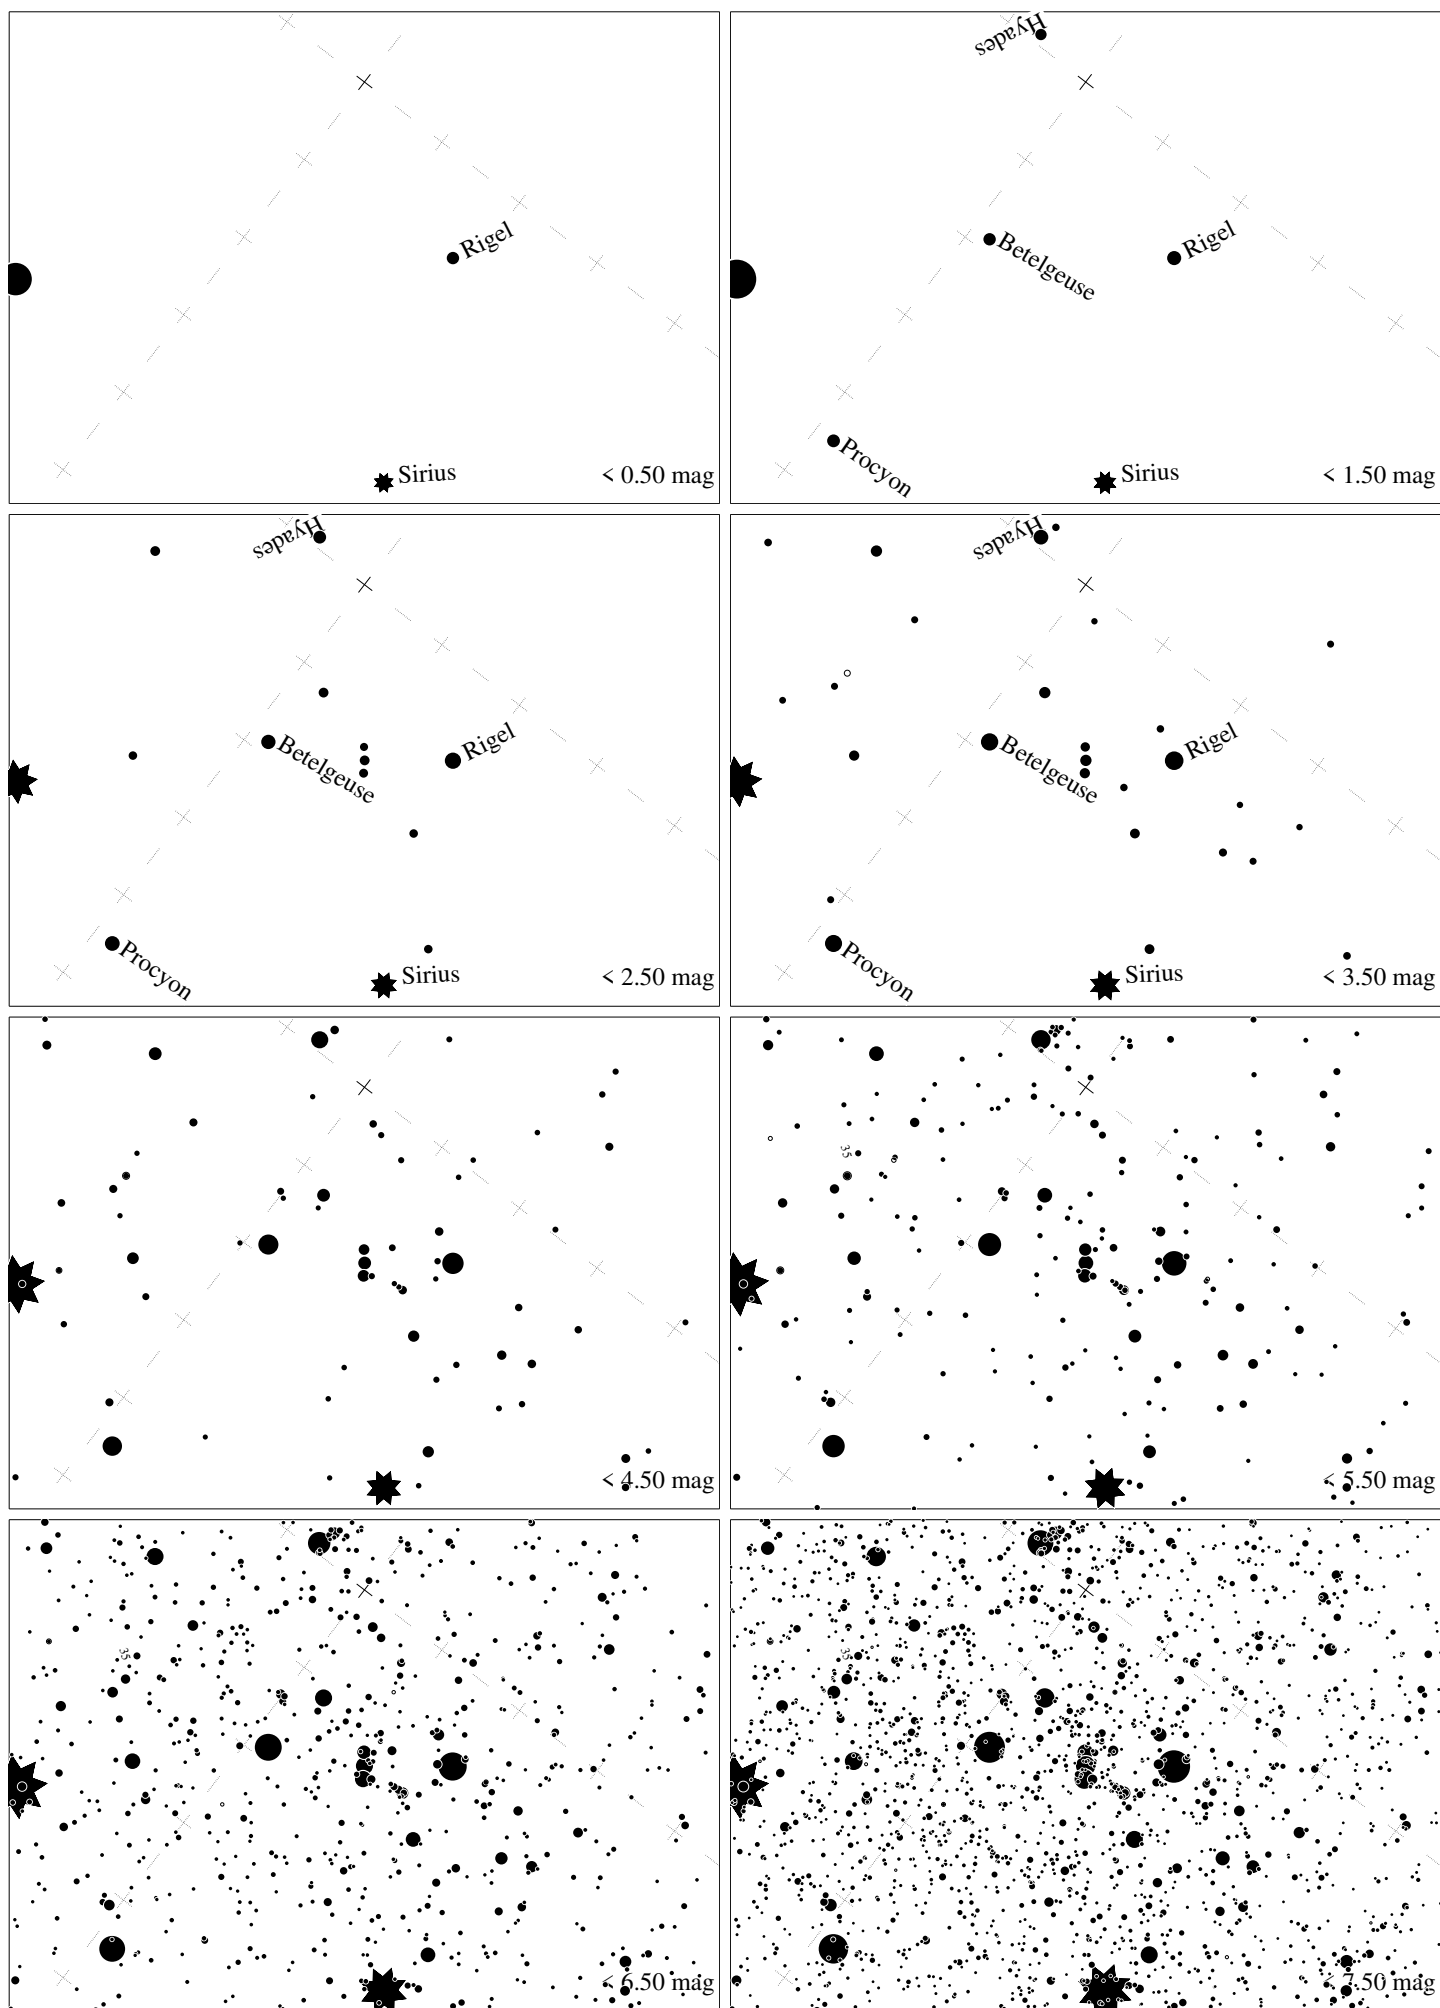 Rigel
Sirius
< 0.50 mag
Hyades
Betelgeuse
Rigel
Procyon
Sirius
< 1.50 mag
Hyades
Betelgeuse
Rigel
Procyon
Sirius
< 2.50 mag
Hyades
Betelgeuse
Rigel
Procyon
Sirius
< 3.50 mag
< 4.50 mag
35
< 5.50 mag
35
< 6.50 mag
35
< 7.50 mag